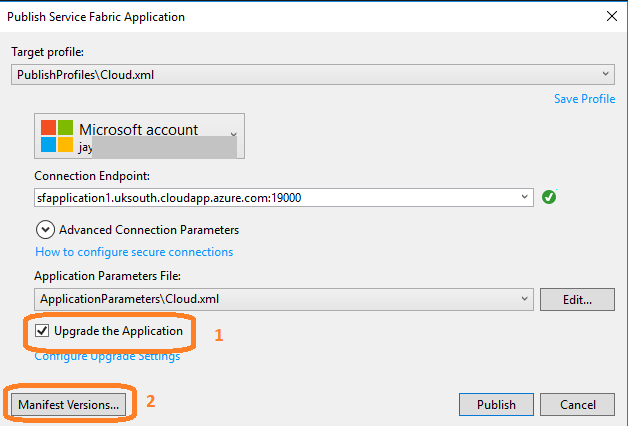 Publish Service Fabric Application
Target profile:
PublishProfiles\Cloud.xml
Save Profile
Microsoft account
jay
Connection Endpoint:
sfapplication1.uksouth.cloudapp.azure.com:19000
Advanced Connection Parameters
How to configure secure connections
Application Parameters File:
ApplicationParameters\Cloud.xml
Edit...
Upgrade the Application
1
Configure Upgrade Settings
Manifest Versions...
2
Publish
Cancel